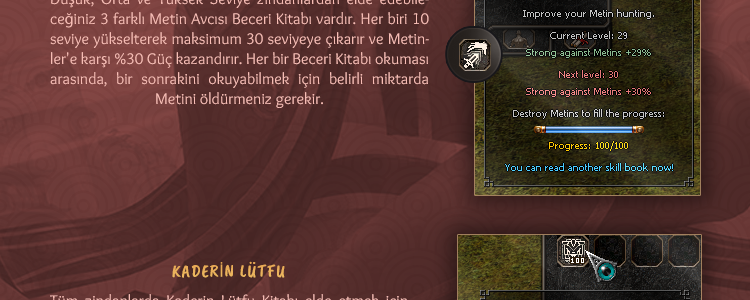 Düşük, Orta ve Yüksek Seviye zindanlardan elde edebile-
ceğiniz 3 farklı Metin Avcısı Beceri Kitabı vardır. Her biri 10
seviye yükselterek maksimum 30 seviyeye çıkarır ve Metin-
ler'e karşı %30 Güç kazandırır. Her bir Beceri Kitabı okuması
arasında, bir sonrakini okuyabilmek için belirli miktarda
Metini öldürmeniz gerekir.
Improve your Metin hunting.
Current Level: 29
Strong against Metins +29%
Next level: 30
Strong against Metins +30%
Destroy Metins to fill the progress:
Progress: 100/100
You can read another skill book now!
KADERİN LÜTFU
Tüm zindanlarda Kaderin Lütfu Kitabı elde etmek için
100